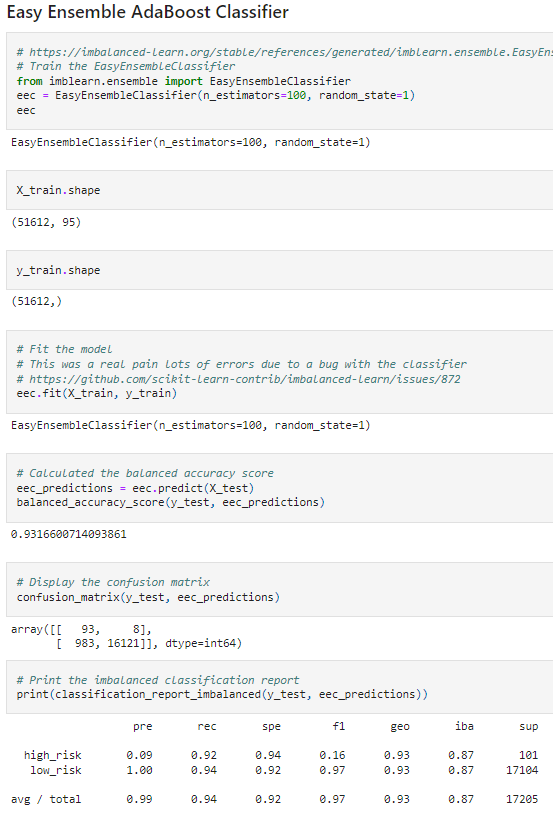 Easy Ensemble AdaBoost Classifier
# https://imbalanced-learn.org/stable/references/generated/imblearn.ensemble.EasyEns
# Train the EasyEnsembleClassifier
from imblearn.ensemble import EasyEnsembleClassifier
eec = EasyEnsembleClassifier(n_estimators=100, random_state=1)
eec
EasyEnsembleClassifier(n_estimators=100, random_state=1)
X_train.shape
(51612, 95)
y_train.shape
(51612,)
# Fit the model
# This was a real pain lots of errors due to a bug with the classifier
# https://github.com/scikit-learn-contrib/imbalanced-learn/issues/872
eec.fit(X_train, y_train)
EasyEnsembleClassifier(n_estimators=100, random_state=1)
# Calculated the balanced accuracy score
eec_predictions = eec.predict(X_test)
balanced_accuracy_score(y_test, eec_predictions)
0.9316600714093861
# Display the confusion matrix
confusion_matrix(y_test, eec_predictions)
array([[   93,     8],
       [  983, 16121]], dtype=int64)
# Print the imbalanced classification report
print(classification_report_imbalanced(y_test, eec_predictions))
pre rec spe f1 geo iba sup
high_risk 0.09 0.92 0.94 0.16 0.93 0.87 101
low_risk 1.00 0.94 0.92 0.97 0.93 0.87 17104
avg / total 0.99 0.94 0.92 0.97 0.93 0.87 17205